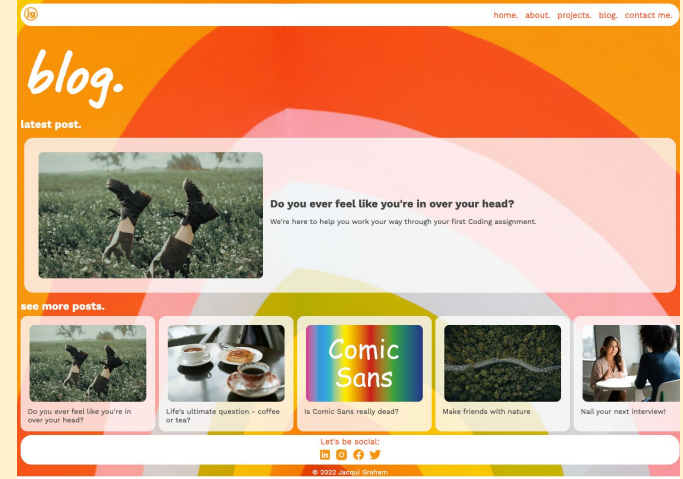 jg
home. about. projects. blog. contact me.
blog.
latest post.
Do you ever feel like you're in over your head?
We're here to help you work your way through your first Coding assignment.
see more posts.
Comic
Sans
Do you ever feel like you're in
over your head?
Life's ultimate question - coffee
or tea?
Is Comic Sans really dead?
Make friends with nature
Nail your next interview!
Let's be social:
in
© 2022 Jacqui Graham